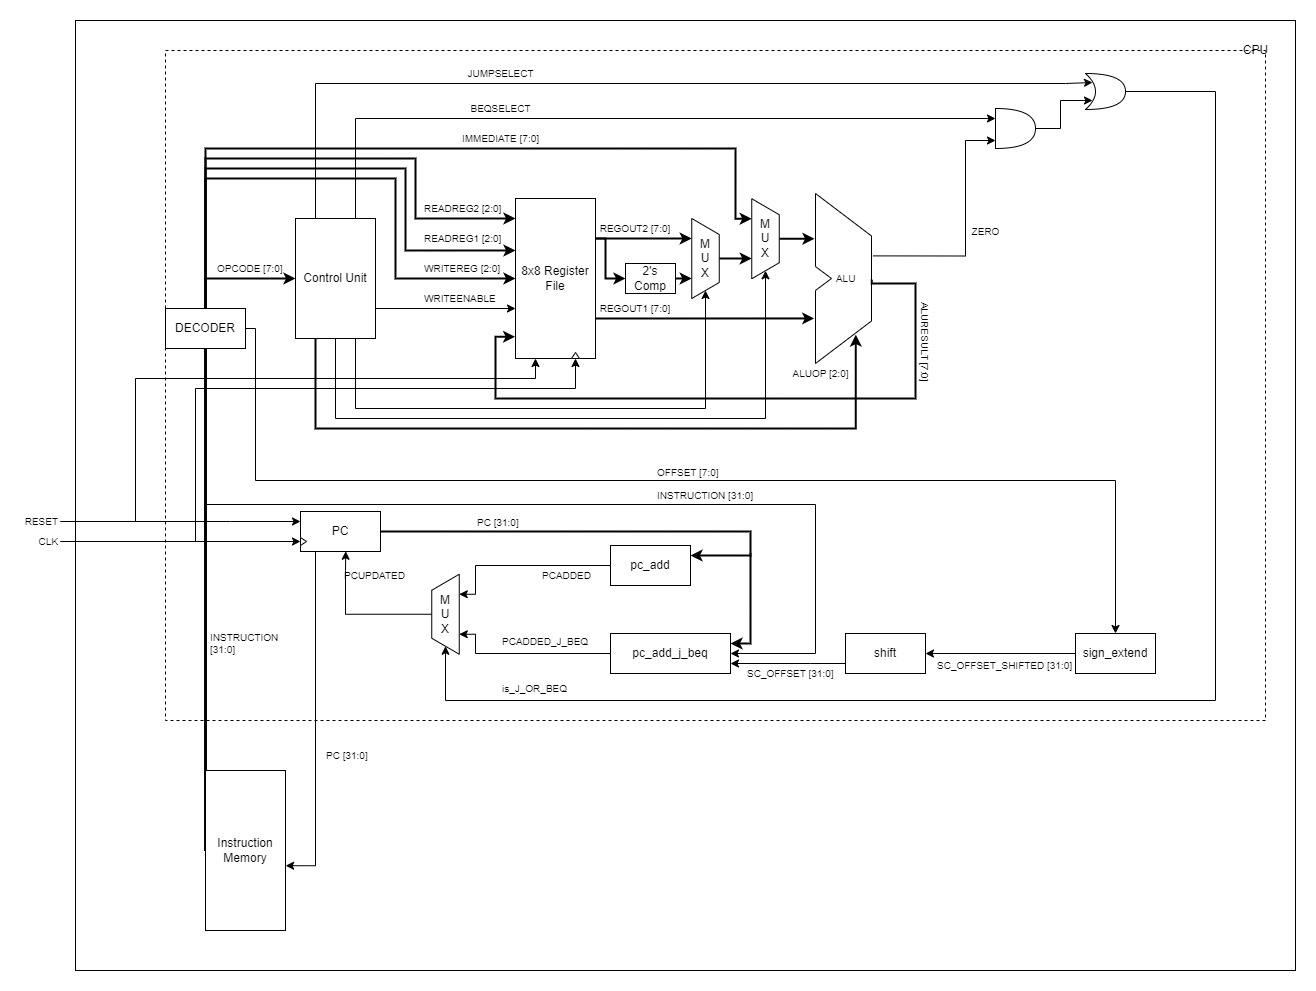 CPU
JUMPSELECT
BEQSELECT
IMMEDIATE [7:0]
READREG2 [2:0]
READREG1 [2:0]
OPCODE [7:0]
WRITEREG [2:0]
WRITEENABLE
Control Unit
8x8 Register
File
REGOUT2 [7:0]
2's
Comp
REGOUT1 [7:0]
M
U
X
M
U
X
ALU
ZERO
ALURESULT [7:0]
ALUOP [2:0]
DECODER
OFFSET [7:0]
INSTRUCTION [31:0]
RESET
CLK
PC
PC [31:0]
PCUPDATED
M
U
X
PCADDED
pc_add
PCADDED_J_BEQ
pc_add_j_beq
SC_OFFSET [31:0]
shift
SC_OFFSET_SHIFTED [31:0]
sign_extend
is_J_OR_BEQ
INSTRUCTION
[31:0]
PC [31:0]
Instruction
Memory